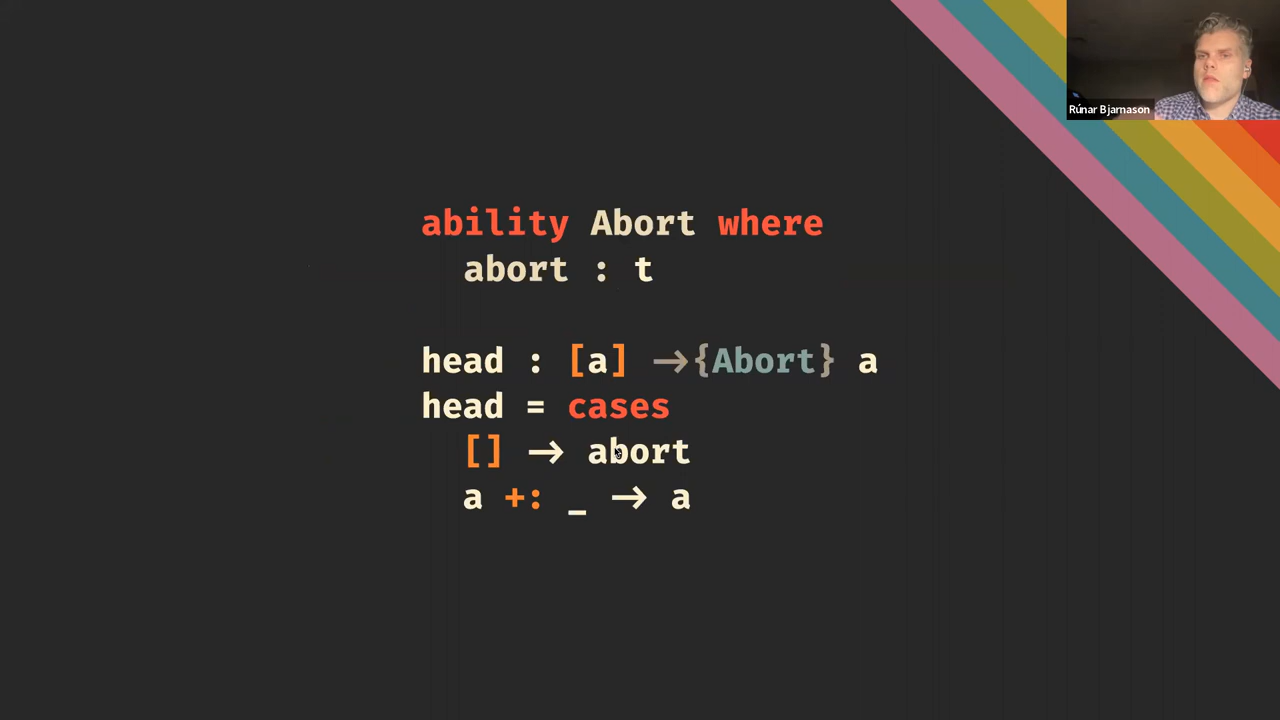 Rúnar Bjarnason
ability Abort where
abort : t
head : [a] →{Abort} a
head = cases
[] → abort
a +: _ → a